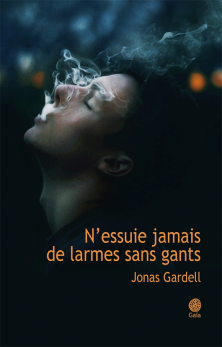 N'essuie jamais
de larmes sans gants
Jonas Gardell
Gaïa